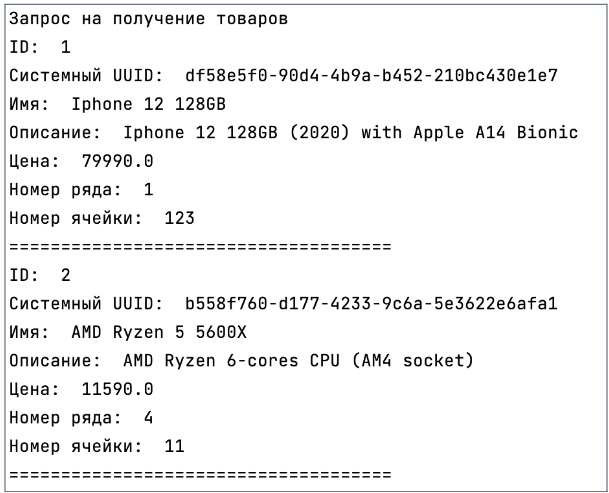 Запрос на получение товаров
ID:  1
Системный UUID:  df58e5f0-90d4-4b9a-b452-210bc430e1e7
Имя:  Iphone 12 128GB
Описание:  Iphone 12 128GB (2020) with Apple A14 Bionic
Цена:  79990.0
Номер ряда:  1
Номер ячейки:  123
=====================================
ID:  2
Системный UUID:  b558f760-d177-4233-9c6a-5e3622e6afa1
Имя:  AMD Ryzen 5 5600X
Описание:  AMD Ryzen 6-cores CPU (AM4 socket)
Цена:  11590.0
Номер ряда:  4
Номер ячейки:  11
=====================================